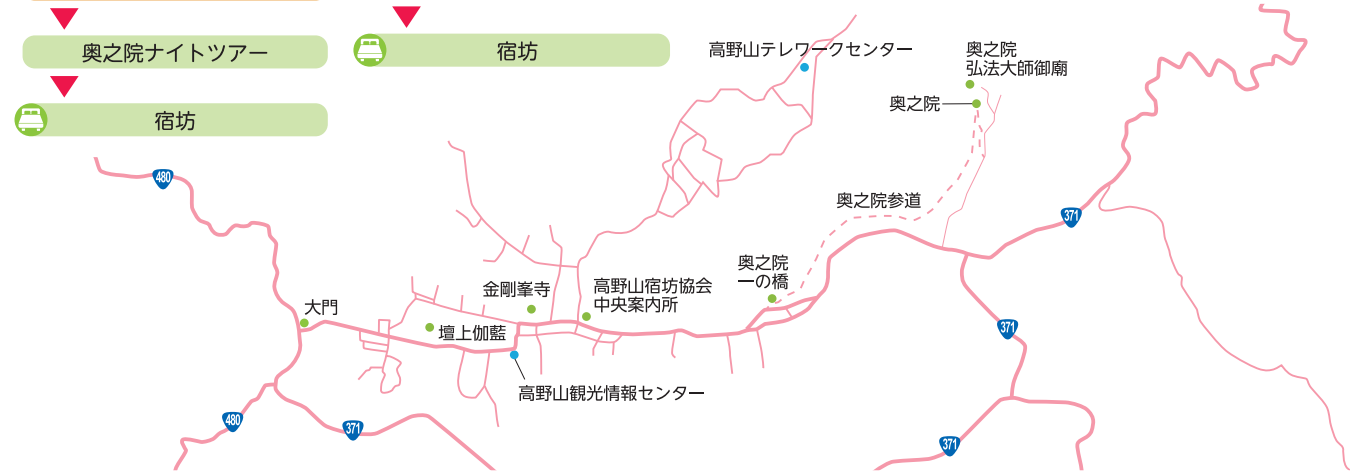 奥之院ナイトツアー
宿坊
宿坊
高野山テレワークセンター
奥之院
弘法大師御廟
奥之院
480
奥之院参道
371
奥之院
一の橋
金剛峯寺
高野山宿坊協会
中央案内所
大門
壇上伽藍
371
高野山観光情報センター
480
371
371